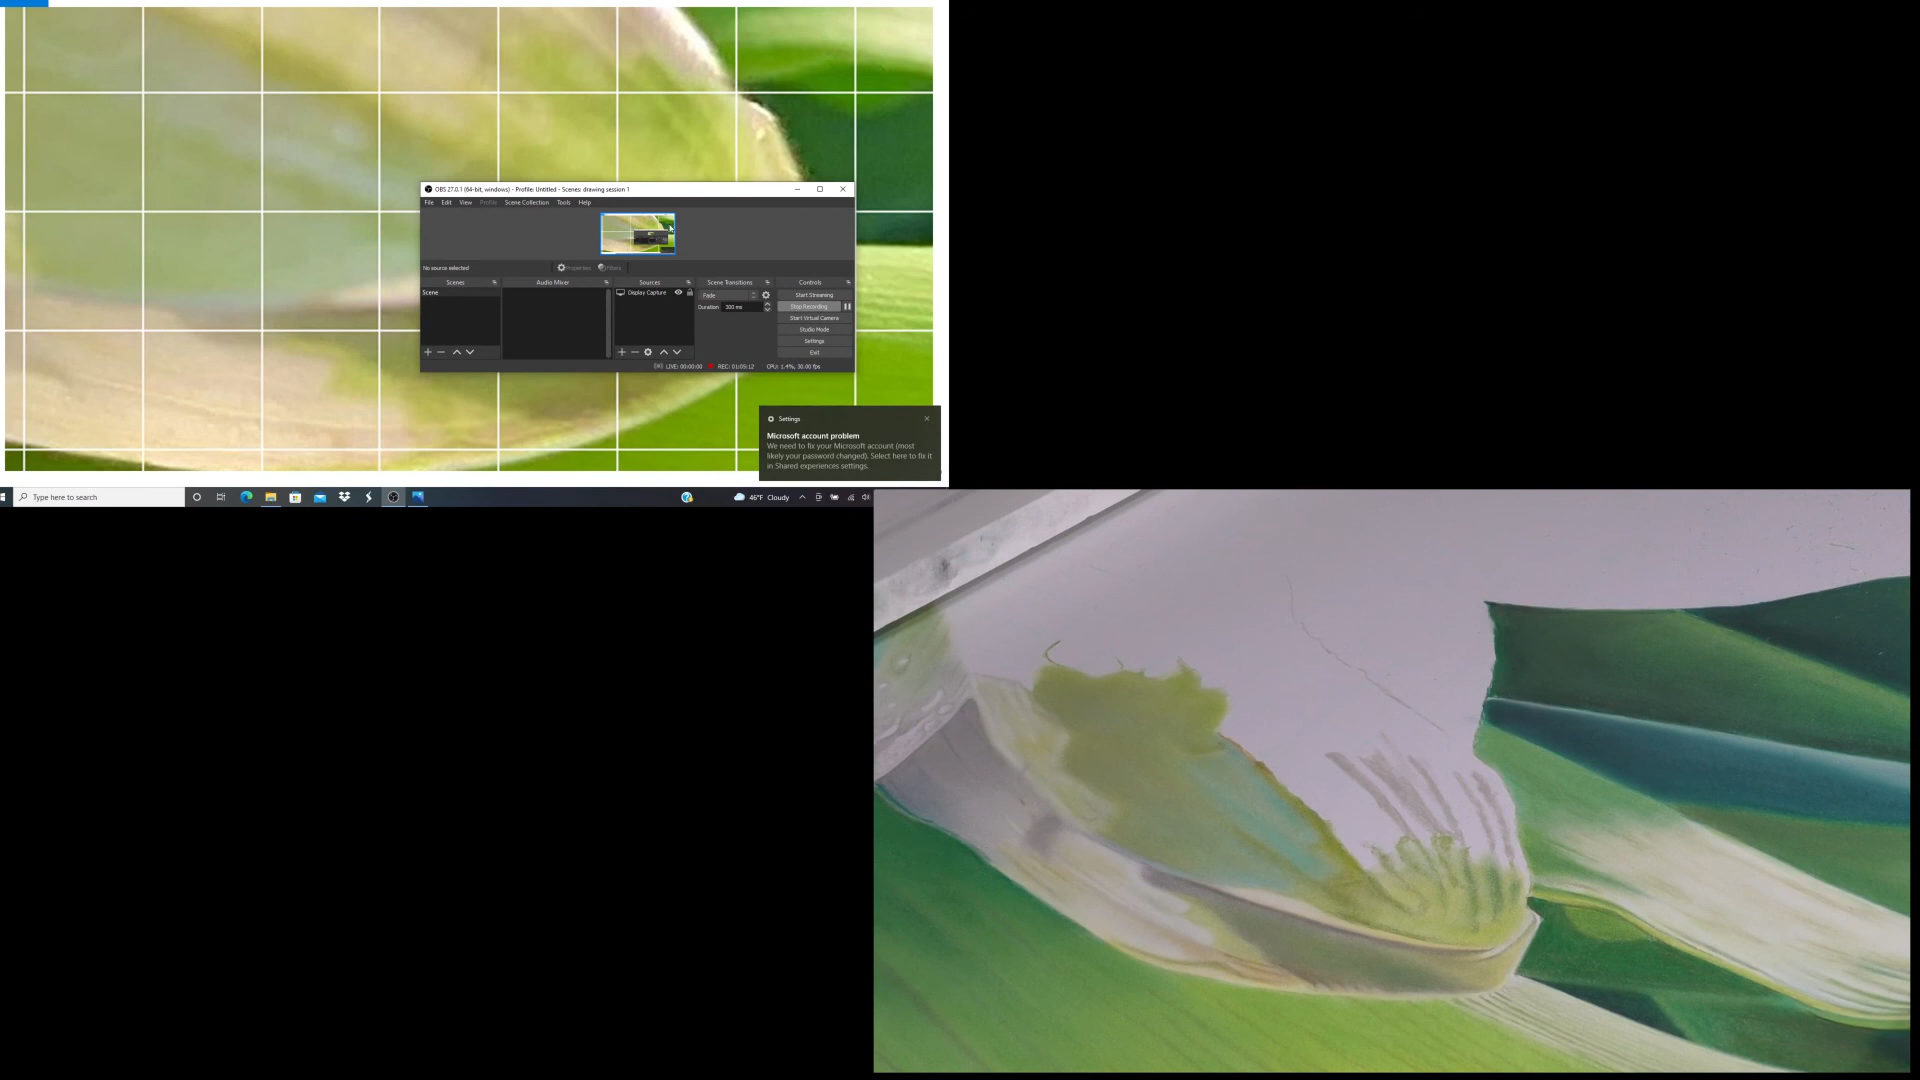 OBS 27.0.1 (64-bit, windows) - Profile: Untitled - Scenes: drawing session 1
File Edit View Profile Scene Collection Tools Help
No source selected Properties Filters
Scenes Audio Mixer Sources Scene Transitions Controls
Scene
Display Capture
Fade
Duration 300 ms
Start Streaming
Stop Recording
Start Virtual Camera
Studio Mode
Settings
Exit
LIVE: 00:00:00 REC: 01:05:12 CPU: 1.4%, 30.00 fps
Settings
Microsoft account problem
We need to fix your Microsoft account (most
likely your password changed). Select here to fix it
in Shared experiences settings.
Type here to search
46°F Cloudy